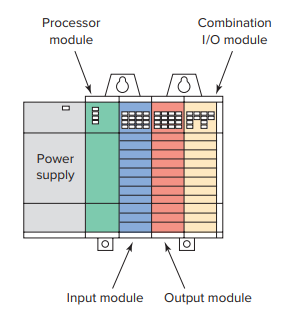 Processor
module
Combination
I/O module
Power
supply
Input module
Output module